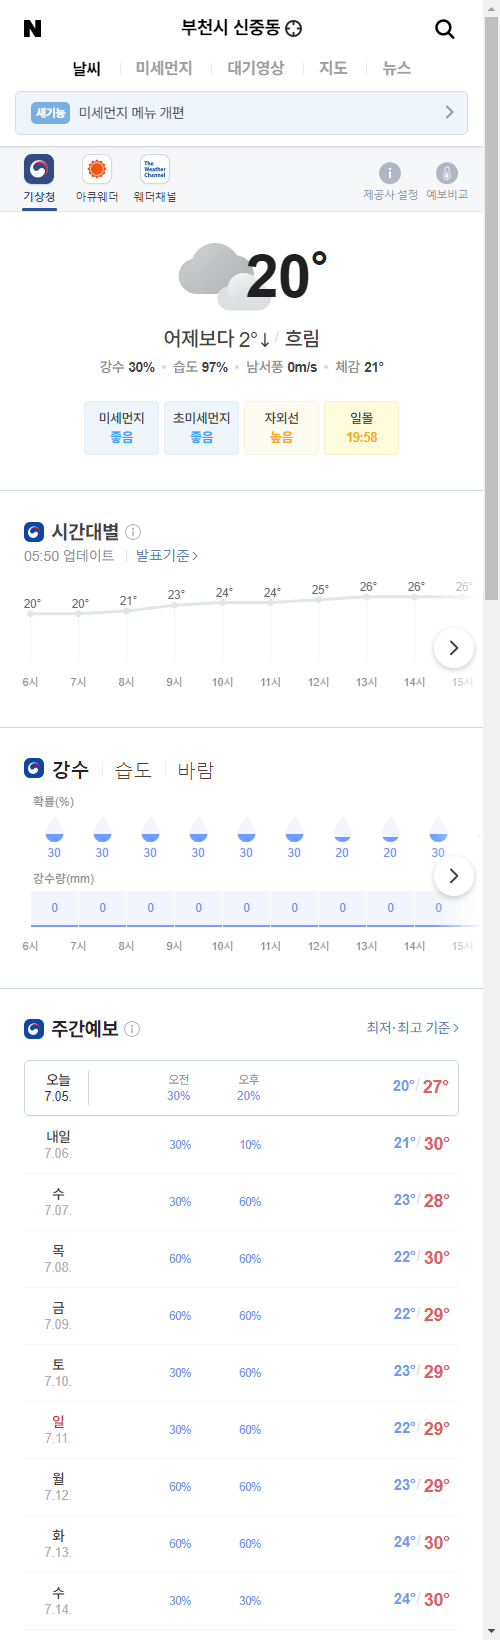 N
부천시 신중동
날씨 미세먼지 대기영상 지도 뉴스
새기능 미세먼지 메뉴 개편
The Weather Channel
기상청 아큐웨더 웨더채널 제공사 설정 예보비교
20°
어제보다 2°↓ / 흐림
강수 30% • 습도 97% • 남서풍 0m/s • 체감 21°
미세먼지 초미세먼지 자외선 일몰
좋음 좋음 높음 19:58
시간대별
05:50 업데이트 발표기준 >
20° 20° 21° 23° 24° 24° 25° 26° 26° 26°
6시 7시 8시 9시 10시 11시 12시 13시 14시 15시
강수 습도 바람
확률(%)
30 30 30 30 30 30 20 20 30
강수량(mm)
0 0 0 0 0 0 0 0 0
6시 7시 8시 9시 10시 11시 12시 13시 14시 15시
주간예보 최저·최고 기준 >
오늘 오전 오후
7.05. 30% 20% 20°/ 27°
내일
7.06. 30% 10% 21°/ 30°
수
7.07. 30% 60% 23°/ 28°
목
7.08. 60% 60% 22°/ 30°
금
7.09. 60% 60% 22°/ 29°
토
7.10. 30% 60% 23°/ 29°
일
7.11. 30% 60% 22°/ 29°
월
7.12. 60% 60% 23°/ 29°
화
7.13. 60% 60% 24°/ 30°
수
7.14. 30% 30% 24°/ 30°